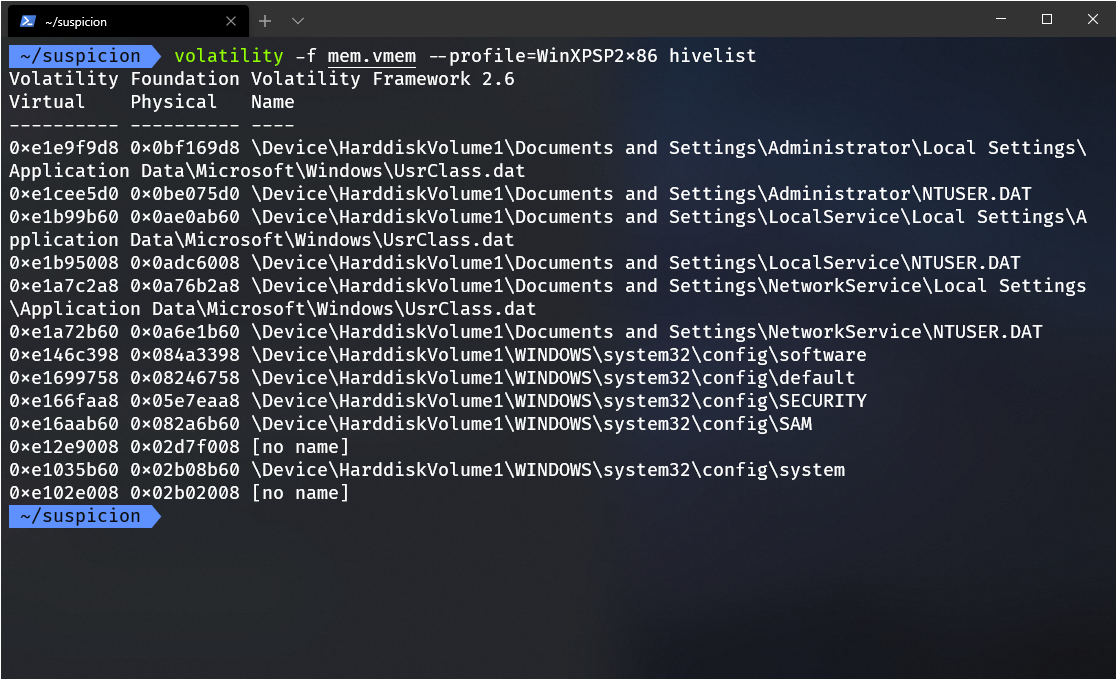 ~/suspicion
~/suspicion volatility -f mem.vmem --profile=WinXPSP2x86 hivelist
Volatility Foundation Volatility Framework 2.6
Virtual    Physical   Name
---------- ---------- ----
0xe1e9f9d8 0x0bf169d8 \Device\HarddiskVolume1\Documents and Settings\Administrator\Local Settings\
Application Data\Microsoft\Windows\UsrClass.dat
0xe1cee5d0 0x0be075d0 \Device\HarddiskVolume1\Documents and Settings\Administrator\NTUSER.DAT
0xe1b99b60 0x0ae0ab60 \Device\HarddiskVolume1\Documents and Settings\LocalService\Local Settings\A
pplication Data\Microsoft\Windows\UsrClass.dat
0xe1b95008 0x0adc6008 \Device\HarddiskVolume1\Documents and Settings\LocalService\NTUSER.DAT
0xe1a7c2a8 0x0a76b2a8 \Device\HarddiskVolume1\Documents and Settings\NetworkService\Local Settings
\Application Data\Microsoft\Windows\UsrClass.dat
0xe1a72b60 0x0a6e1b60 \Device\HarddiskVolume1\Documents and Settings\NetworkService\NTUSER.DAT
0xe146c398 0x084a3398 \Device\HarddiskVolume1\WINDOWS\system32\config\software
0xe1699758 0x08246758 \Device\HarddiskVolume1\WINDOWS\system32\config\default
0xe166faa8 0x05e7eaa8 \Device\HarddiskVolume1\WINDOWS\system32\config\SECURITY
0xe16aab60 0x082a6b60 \Device\HarddiskVolume1\WINDOWS\system32\config\SAM
0xe12e9008 0x02d7f008 [no name]
0xe1035b60 0x02b08b60 \Device\HarddiskVolume1\WINDOWS\system32\config\system
0xe102e008 0x02b02008 [no name]
~/suspicion